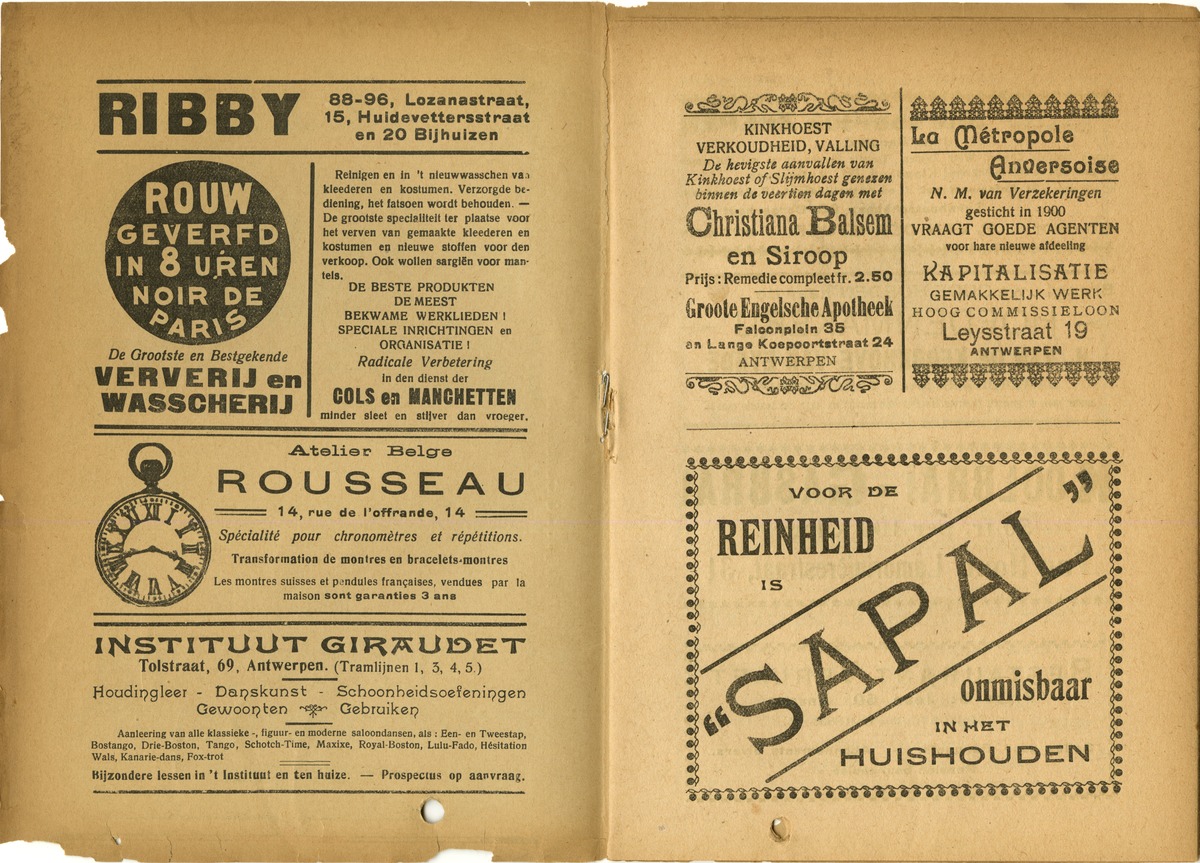 RIBBY
88-96, Lozanastraat,
15, Huidevettersstraat
en 20 Bijhuizen
ROUW
GEVERFD
IN 8 UREN
NOIR DE
PARIS
De Grootste en Bestgekende
VERVERIJ en
WASSCHERIJ
Reinigen en in 't nieuwwasschen van
kleederen en kostumen. Verzorgde be-
diening, het fatsoen wordt behouden. —
De grootste specialiteit ter plaatse voor
het verven van gemaakte kleederen en
kostumen en nieuwe stoffen voor den
verkoop. Ook wollen sargiën voor man-
tels.
DE BESTE PRODUKTEN
DE MEEST
BEKWAME WERKLIEDEN !
SPECIALE INRICHTINGEN en
ORGANISATIE !
Radicale Verbetering
in den dienst der
COLS en MANCHETTEN
minder sleet en stijver dan vroeger.
Atelier Belge
ROUSSEAU
14, rue de l'offrande, 14
Spécialité pour chronomètres et répétitions.
Transformation de montres en bracelets-montres
Les montres suisses et pendules françaises, vendues par la
maison sont garanties 3 ans
INSTITUUT GIRAUDET
Tolstraat, 69, Antwerpen. (Tramlijnen 1, 3, 4, 5.)
Houdingleer - Danskunst - Schoonheidsoefeningen
Gewoonten Gebruiken
Aanleering van alle klassieke -, figuur- en moderne saloondansen, als : Een- en Tweestap,
Bostango, Drie-Boston, Tango, Schotch-Time, Maxixe, Royal-Boston, Lulu-Fado, Hésitation
Wals, Kanarie-dans, Fox-trot
Bijzondere lessen in 't Instituut en ten huize. — Prospectus op aanvraag.
KINKHOEST
VERKOUDHEID, VALLING
De hevigste aanvallen van
Kinkhoest of Slijmhoest genezen
binnen de veertien dagen met
Christiana Balsem
en Siroop
Prijs : Remedie compleet fr. 2.50
Groote Engelsche Apotheek
Falconplein 35
en Lange Koepoortstraat 24
ANTWERPEN
La Métropole
Anversoise
N. M. van Verzekeringen
gesticht in 1900
VRAAGT GOEDE AGENTEN
voor hare nieuwe afdeeling
KAPITALISATIE
GEMAKKELIJK WERK
HOOG COMMISSIELOON
Leysstraat 19
ANTWERPEN
VOOR DE
REINHEID
IS
“SAPAL”
onmisbaar
IN HET
HUISHOUDEN